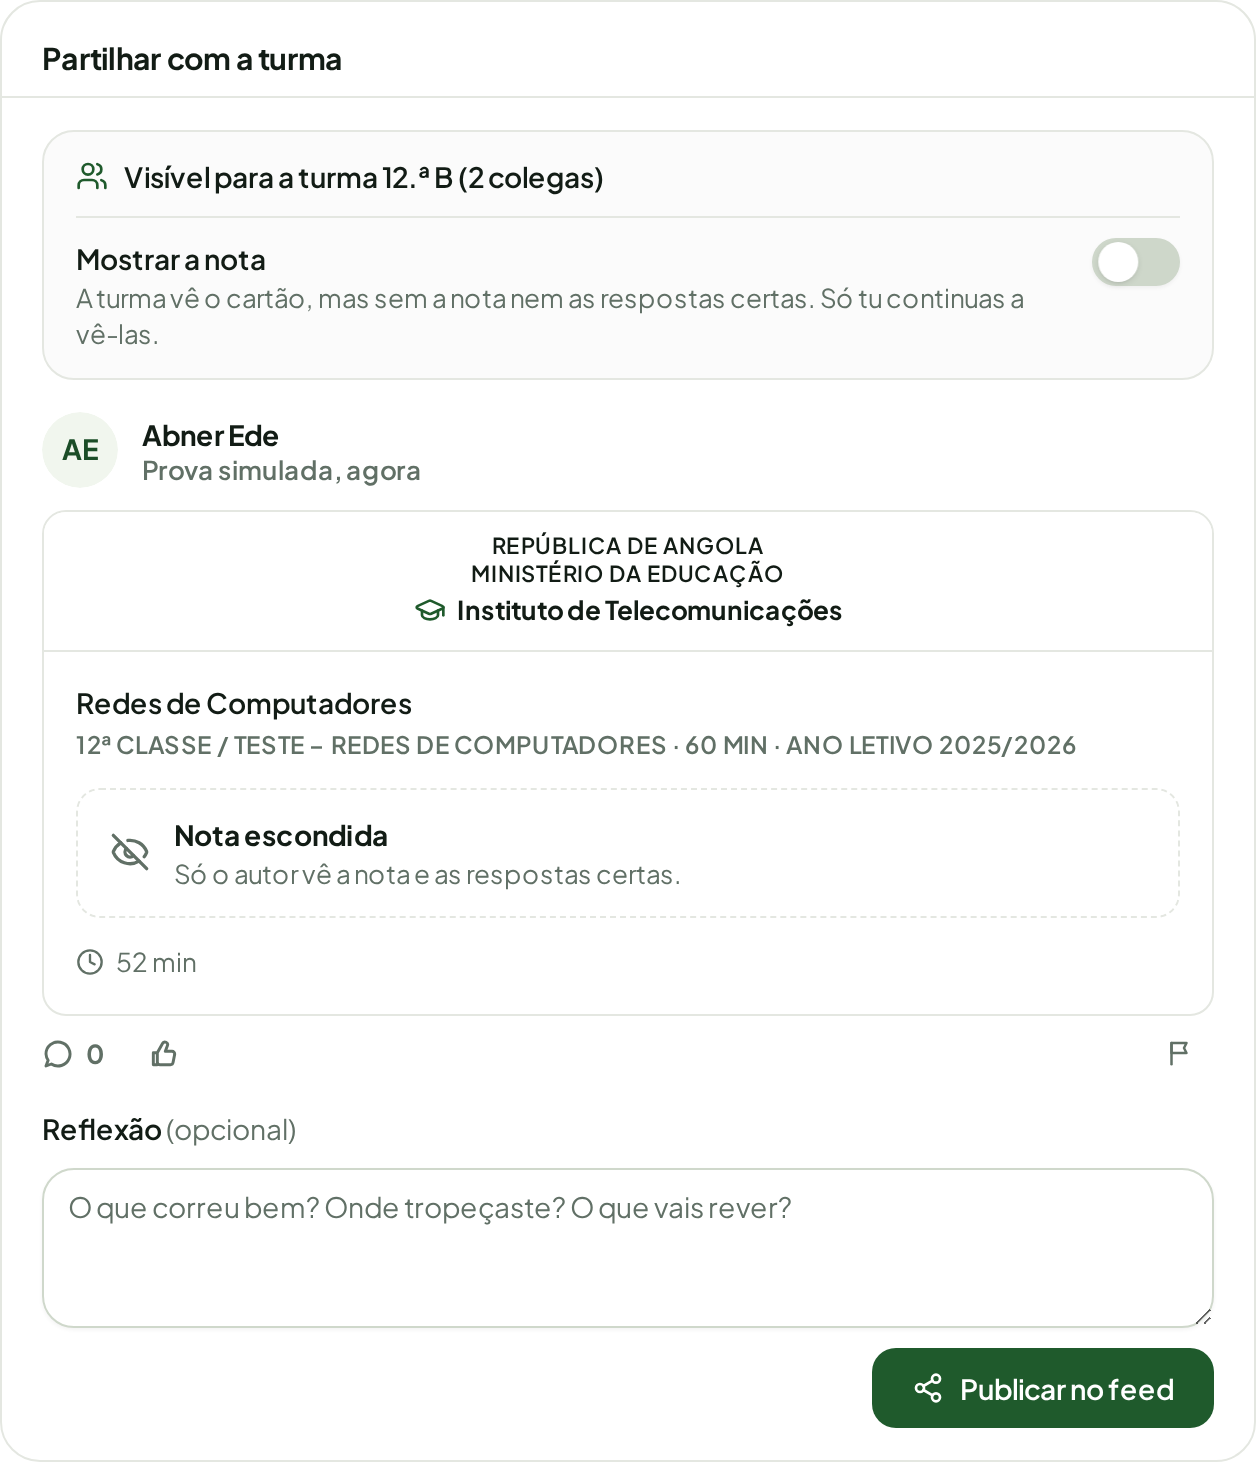 Partilhar com a turma
Visível para a turma 12.ª B (2 colegas)
Mostrar a nota
A turma vê o cartão, mas sem a nota nem as respostas certas. Só tu continuas a
vê-las.
AE
Abner Ede
Prova simulada, agora
REPÚBLICA DE ANGOLA
MINISTÉRIO DA EDUCAÇÃO
Instituto de Telecomunicações
Redes de Computadores
12ª CLASSE / TESTE – REDES DE COMPUTADORES · 60 MIN · ANO LETIVO 2025/2026
Nota escondida
Só o autor vê a nota e as respostas certas.
52 min
0
Reflexão (opcional)
O que correu bem? Onde tropeçaste? O que vais rever?
Publicar no feed